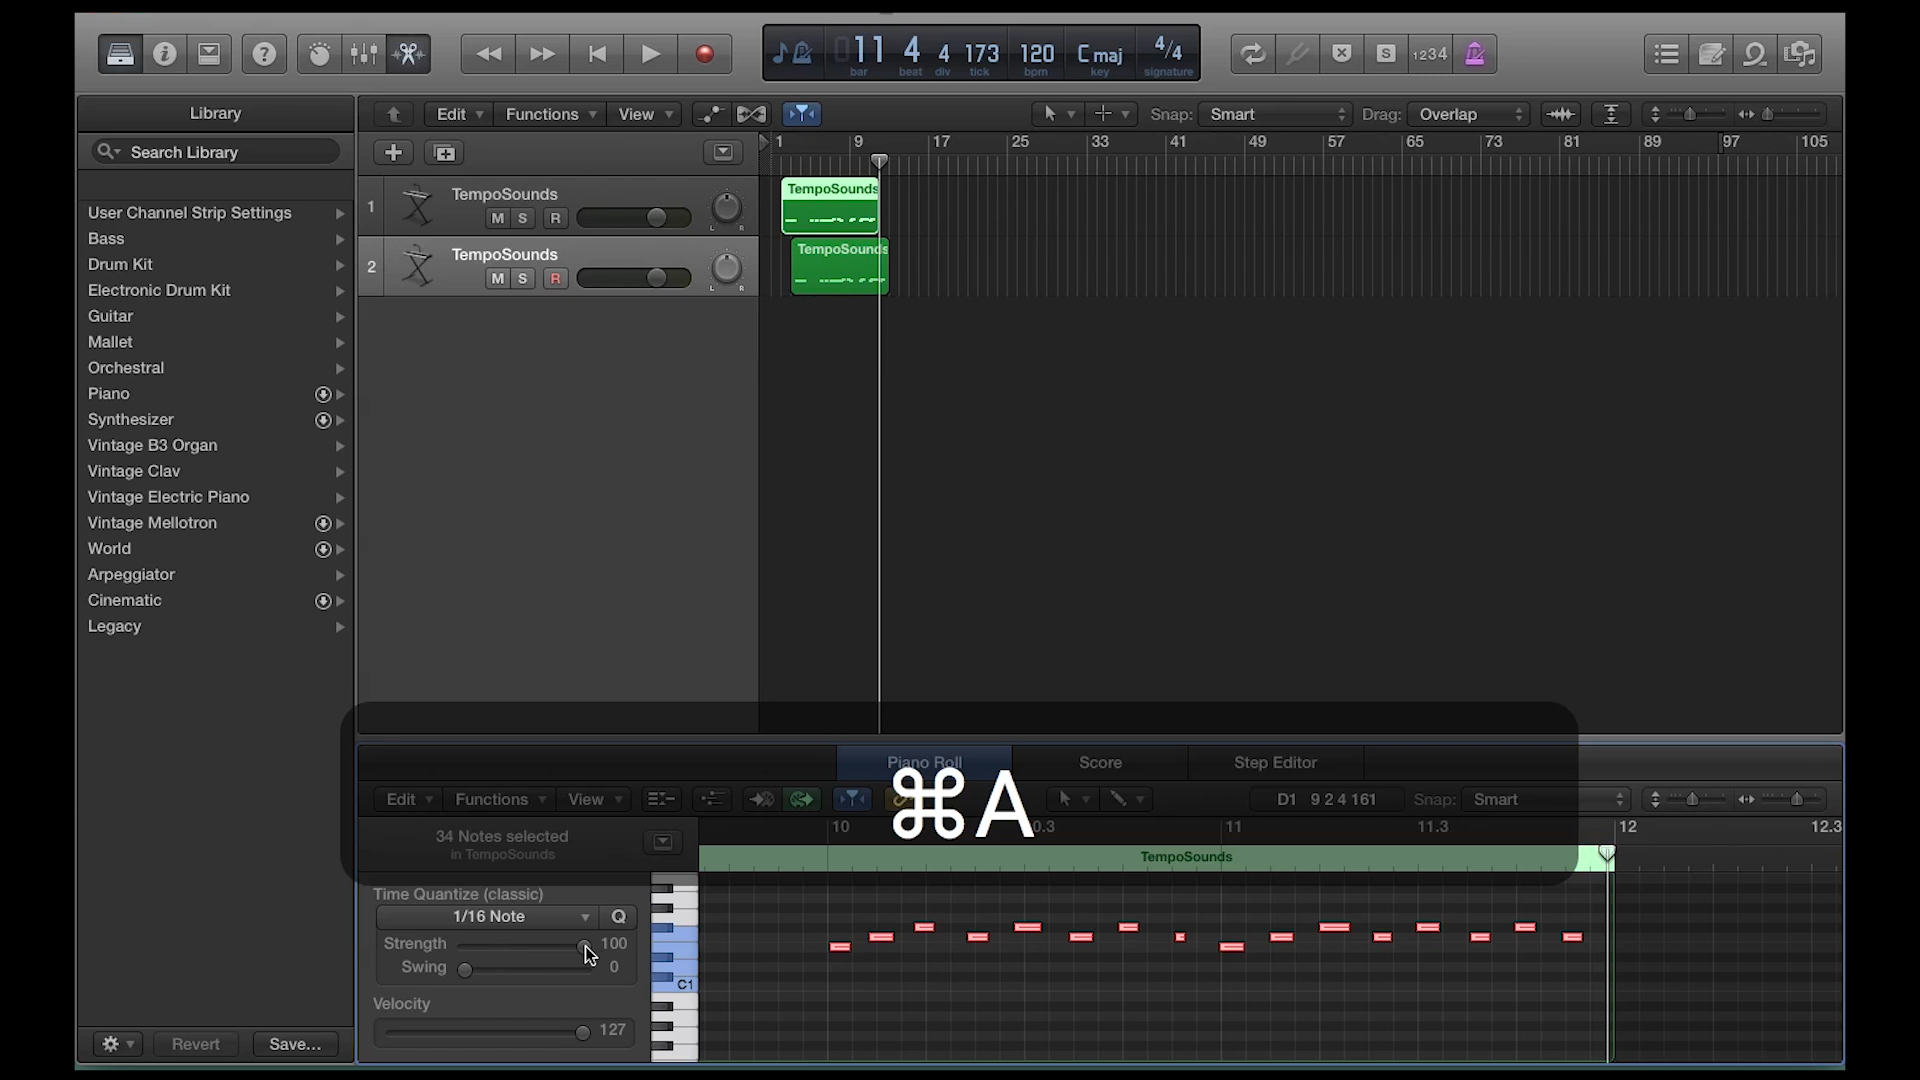 11 4 4 173 120 C maj 4/4
bar beat div tick bpm key signature
1234
Library
Edit Functions View Snap: Smart Drag: Overlap
Search Library
1 9 17 25 33 41 49 57 65 73 81 89 97 105
User Channel Strip Settings
Bass
Drum Kit
Electronic Drum Kit
Guitar
Mallet
Orchestral
Piano
Synthesizer
Vintage B3 Organ
Vintage Clav
Vintage Electric Piano
Vintage Mellotron
World
Arpeggiator
Cinematic
Legacy
Revert Save...
1 TempoSounds
M S R
L R
TempoSounds
2 TempoSounds
M S R
L R
TempoSounds
Piano Roll Score Step Editor
⌘A
Edit Functions View D1 9 2 4 161 Snap: Smart
34 Notes selected
in TempoSounds
10 0.3 11 11.3 12 12.3
TempoSounds
Time Quantize (classic)
1/16 Note Q
Strength 100
Swing 0
C1
Velocity
127